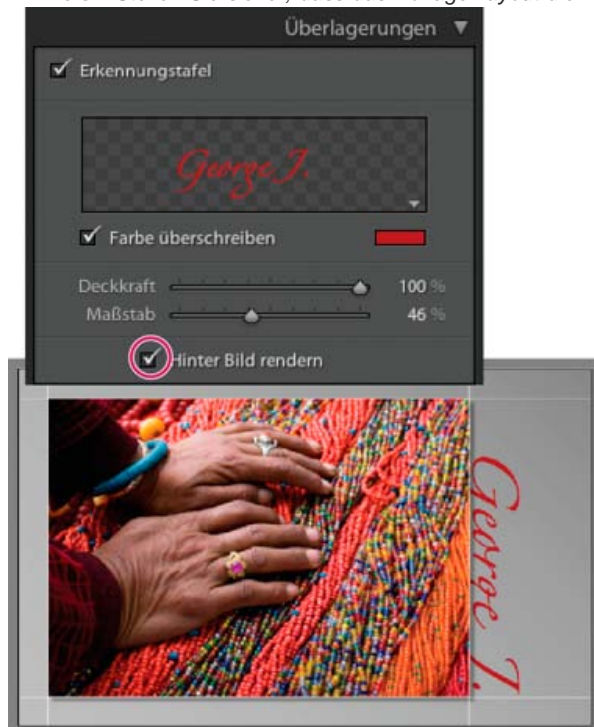 Überlagerungen
Erkennungstafel
George J.
Farbe überschreiben
Deckkraft 100 %
Maßstab 46 %
Hinter Bild rendern
George J.